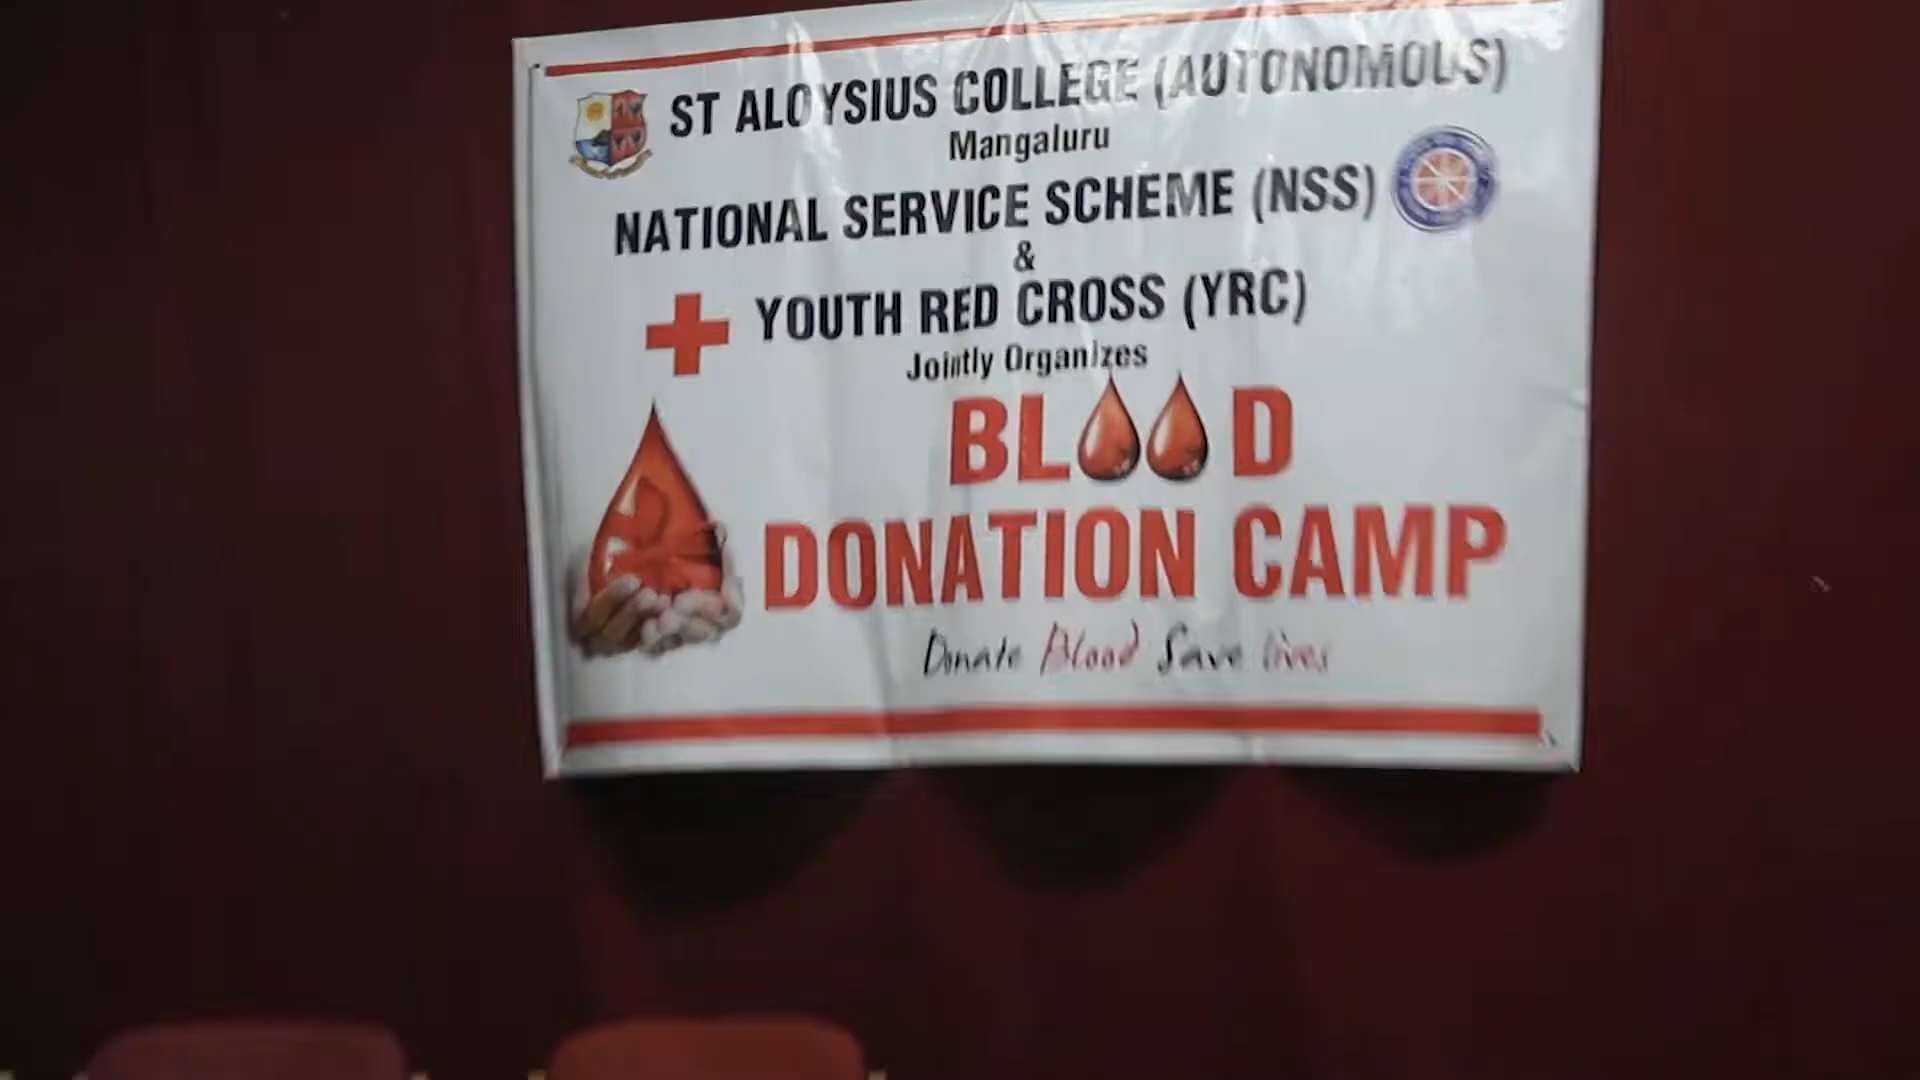 ST ALOYSIUS COLLEGE (AUTONOMOUS)
Mangaluru
NATIONAL SERVICE SCHEME (NSS)
&
YOUTH RED CROSS (YRC)
Jointly Organizes
BLOOD
DONATION CAMP
Donate Blood Save lives